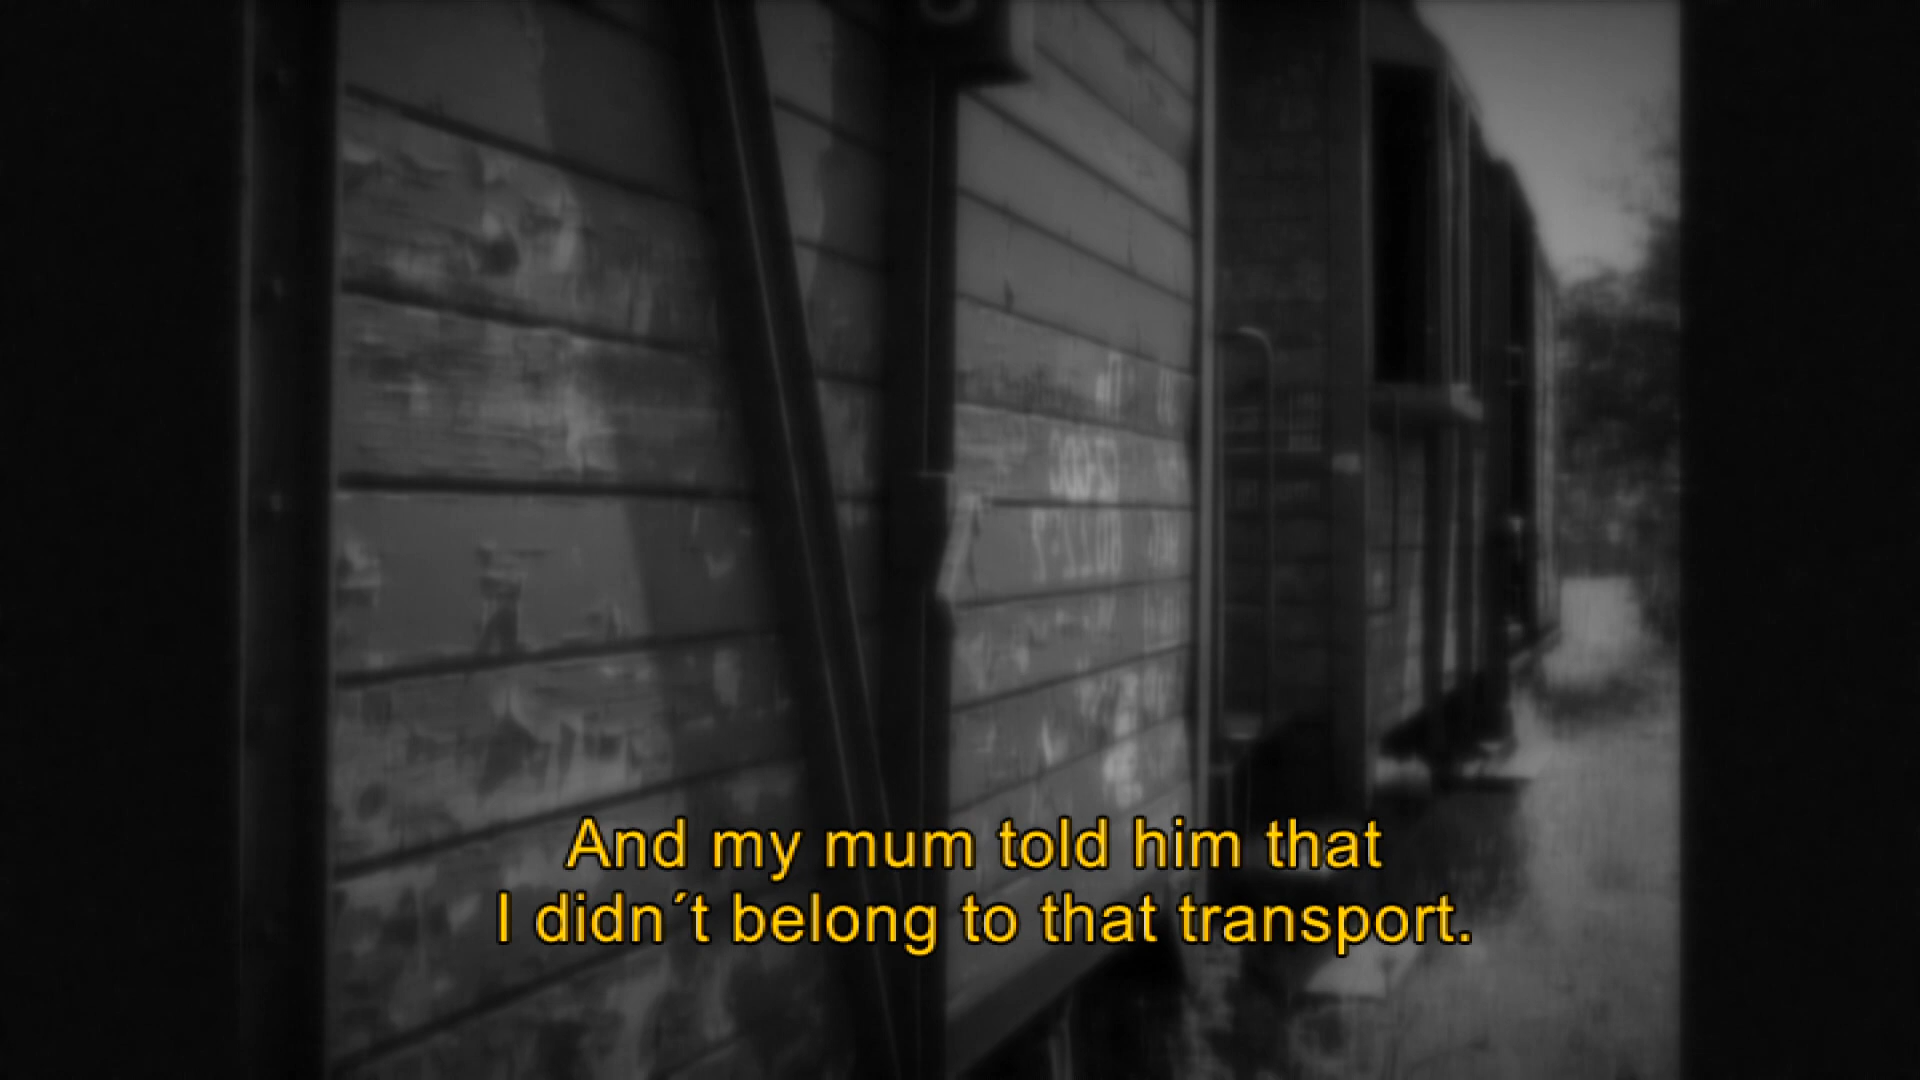 And my mum told him that
I didn´t belong to that transport.